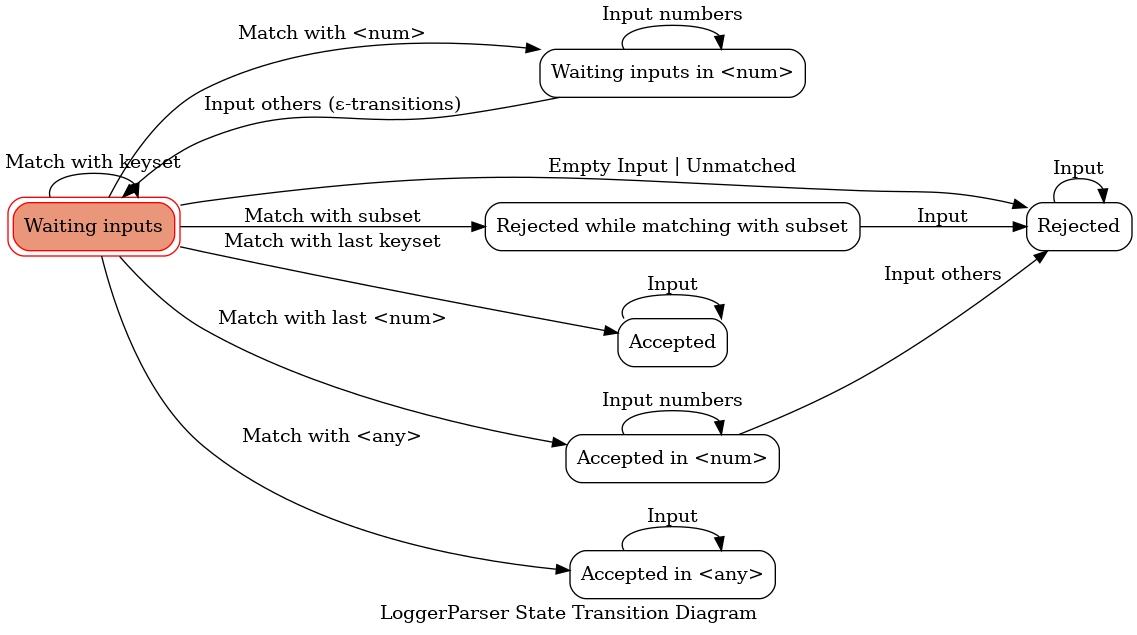 Input numbers
Match with <num>
Waiting inputs in <num>
Input others (ε-transitions)
Match with keyset
Empty Input | Unmatched
Input
Waiting inputs
Match with subset
Rejected while matching with subset
Input
Rejected
Match with last keyset
Input others
Input
Match with last <num>
Accepted
Input numbers
Match with <any>
Accepted in <num>
Input
Accepted in <any>
LoggerParser State Transition Diagram